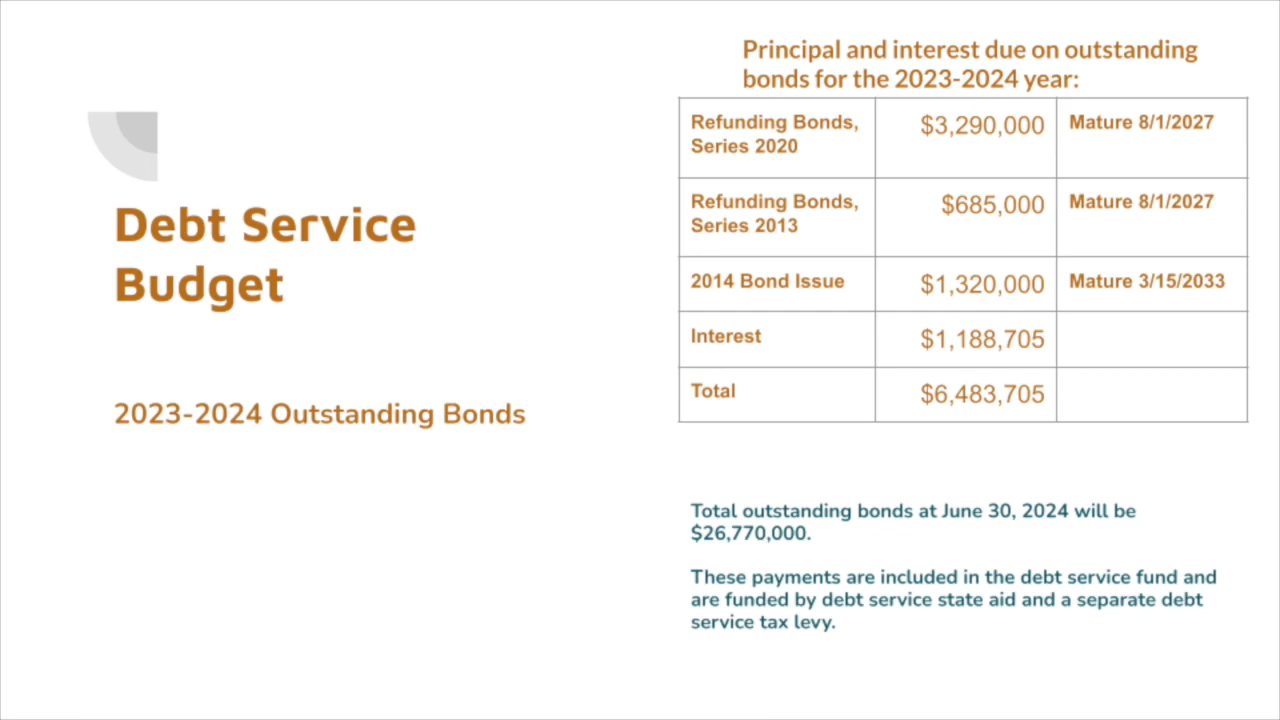 Debt Service
Budget
2023-2024 Outstanding Bonds
Principal and interest due on outstanding
bonds for the 2023-2024 year:
Refunding Bonds,
Series 2020
$3,290,000
Mature 8/1/2027
Refunding Bonds,
Series 2013
$685,000
Mature 8/1/2027
2014 Bond Issue
$1,320,000
Mature 3/15/2033
Interest
$1,188,705
Total
$6,483,705
Total outstanding bonds at June 30, 2024 will be
$26,770,000.
These payments are included in the debt service fund and
are funded by debt service state aid and a separate debt
service tax levy.